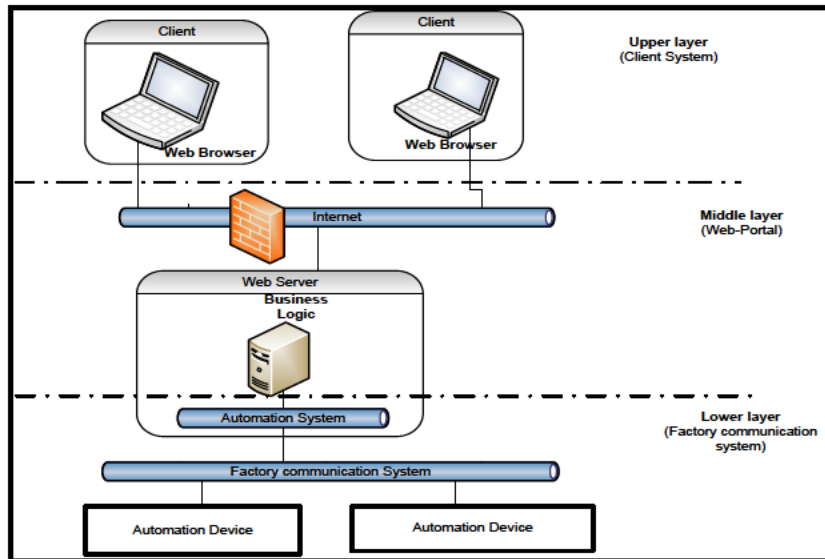 Client
Client
Upper layer
(Client System)
Web Browser
Web Browser
Internet
Middle layer
(Web-Portal)
Web Server
Business
Logic
Automation System
Lower layer
(Factory communication
system)
Factory communication System
Automation Device
Automation Device